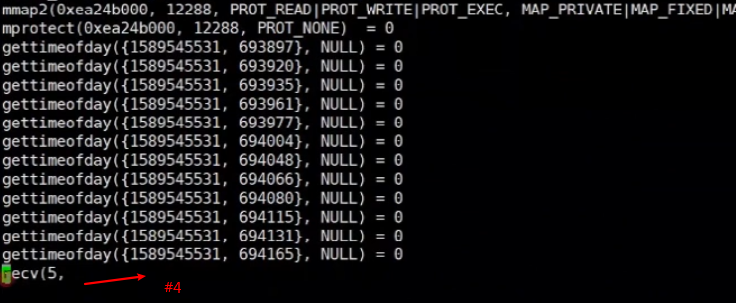 mmap2(0xea24b000, 12288, PROT_READ|PROT_WRITE|PROT_EXEC, MAP_PRIVATE|MAP_FIXED|MA
mprotect(0xea24b000, 12288, PROT_NONE)  = 0
gettimeofday({1589545531, 693897}, NULL) = 0
gettimeofday({1589545531, 693920}, NULL) = 0
gettimeofday({1589545531, 693935}, NULL) = 0
gettimeofday({1589545531, 693961}, NULL) = 0
gettimeofday({1589545531, 693977}, NULL) = 0
gettimeofday({1589545531, 694004}, NULL) = 0
gettimeofday({1589545531, 694048}, NULL) = 0
gettimeofday({1589545531, 694066}, NULL) = 0
gettimeofday({1589545531, 694080}, NULL) = 0
gettimeofday({1589545531, 694115}, NULL) = 0
gettimeofday({1589545531, 694131}, NULL) = 0
gettimeofday({1589545531, 694165}, NULL) = 0
recv(5,
#4